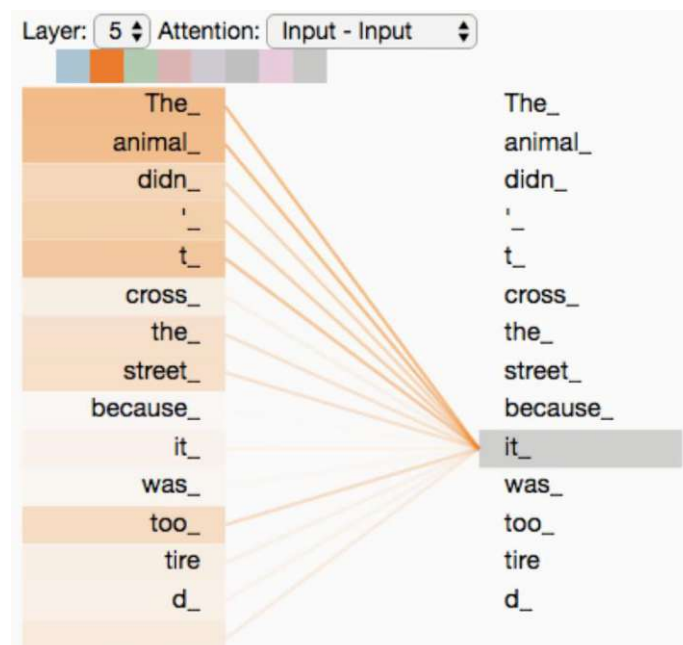 Layer: 5 Attention: Input - Input
The_ The_
animal_ animal_
didn_ didn_
'_ '_
t_ t_
cross_ cross_
the_ the_
street_ street_
because_ because_
it_ it_
was_ was_
too_ too_
tire tire
d_ d_